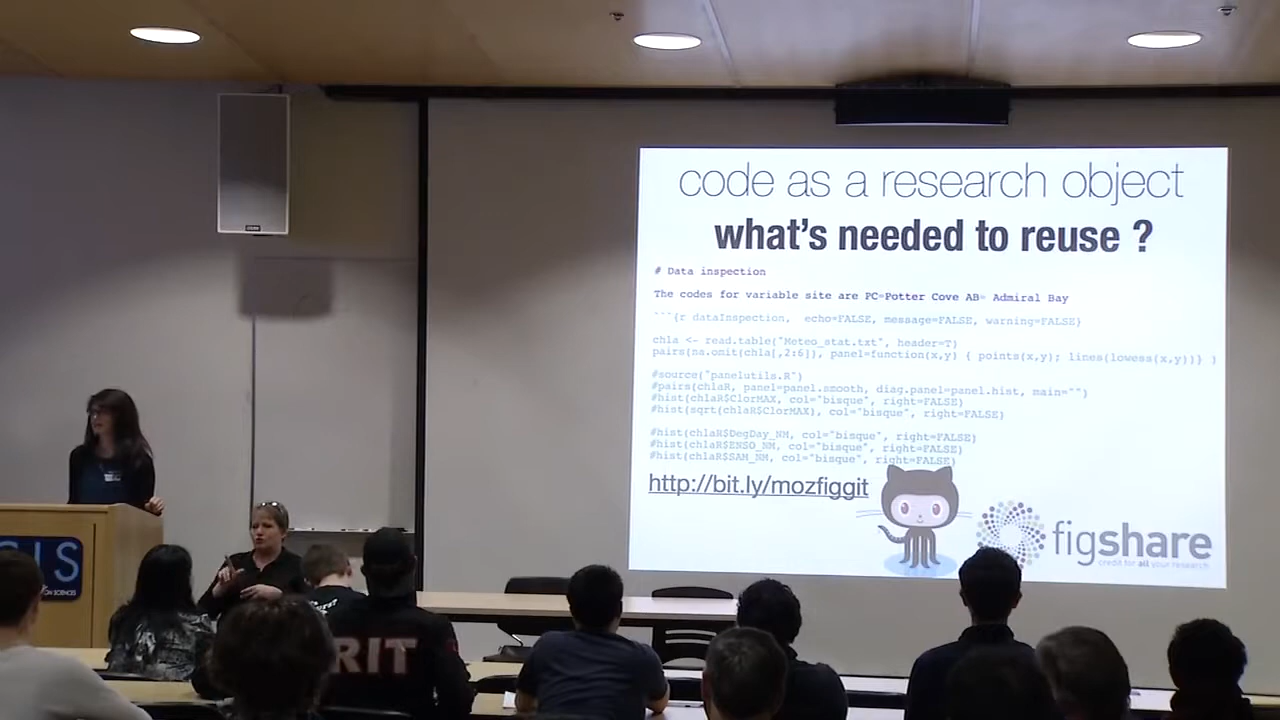 code as a research object
what's needed to reuse ?
# Data inspection
The codes for variable site are PC=Potter Cove AB= Admiral Bay
```{r dataInspection, echo=FALSE, message=FALSE, warning=FALSE}
chla <- read.table("Meteo_stat.txt", header=T)
pairs(na.omit(chla[,2:6]), panel=function(x,y) { points(x,y); lines(lowess(x,y))} )
#source("panelutils.R")
#pairs(chlaR, panel=panel.smooth, diag.panel=panel.hist, main="")
#hist(chlaR$ClorMAX, col="bisque", right=FALSE)
#hist(sqrt(chlaR$ClorMAX), col="bisque", right=FALSE)
#hist(chlaR$DegDay_NM, col="bisque", right=FALSE)
#hist(chlaR$ENSO_NM, col="bisque", right=FALSE)
#hist(chlaR$SAM_NM, col="bisque", right=FALSE)
http://bit.ly/mozfiggit
figshare
credit for all your research
RIT